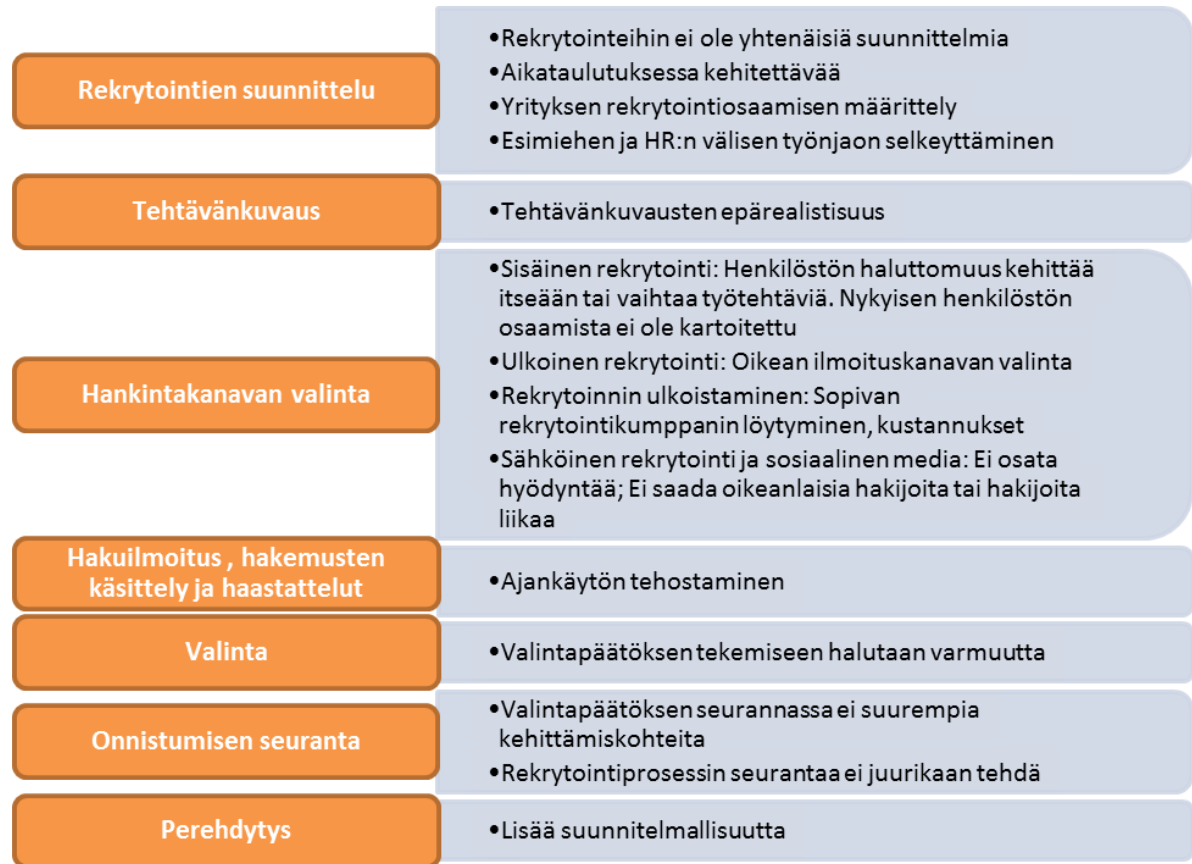 Rekrytointien suunnittelu
•Rekrytointeihin ei ole yhtenäisiä suunnittelmia
•Aikataulutuksessa kehitettävää
•Yrityksen rekrytointiosaamisen määrittely
•Esimiehen ja HR:n välisen työnjaon selkeyttäminen
Tehtävänkuvaus
•Tehtävänkuvausten epärealistisuus
Hankintakanavan valinta
•Sisäinen rekrytointi: Henkilöstön haluttomuus kehittää
itseään tai vaihtaa työtehtäviä. Nykyisen henkilöstön
osaamista ei ole kartoitettu
•Ulkoinen rekrytointi: Oikean ilmoituskanavan valinta
•Rekrytoinnin ulkoistaminen: Sopivan
rekrytointikumppanin löytyminen, kustannukset
•Sähköinen rekrytointi ja sosiaalinen media: Ei osata
hyödyntää; Ei saada oikeanlaisia hakijoita tai hakijoita
liikaa
Hakuilmoitus , hakemusten
käsittely ja haastattelut
•Ajankäytön tehostaminen
Valinta
•Valintapäätöksen tekemiseen halutaan varmuutta
Onnistumisen seuranta
•Valintapäätöksen seurannassa ei suurempia
kehittämiskohteita
•Rekrytointiprosessin seurantaa ei juurikaan tehdä
Perehdytys
•Lisää suunnitelmallisuutta